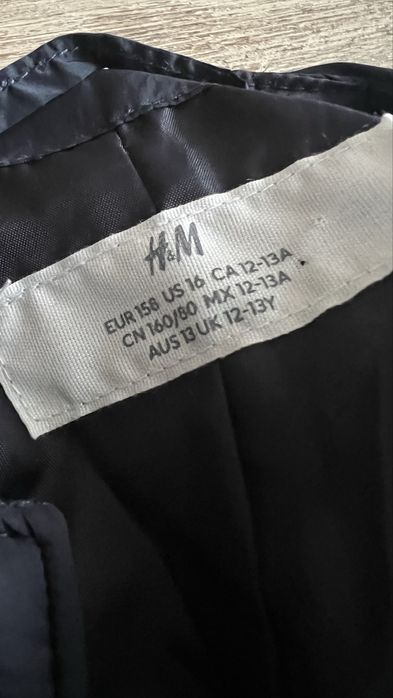 H&M
EUR 158 US 16 CA 12-13A
CN 160/80 MX 12-13A
AUS 13 UK 12-13Y